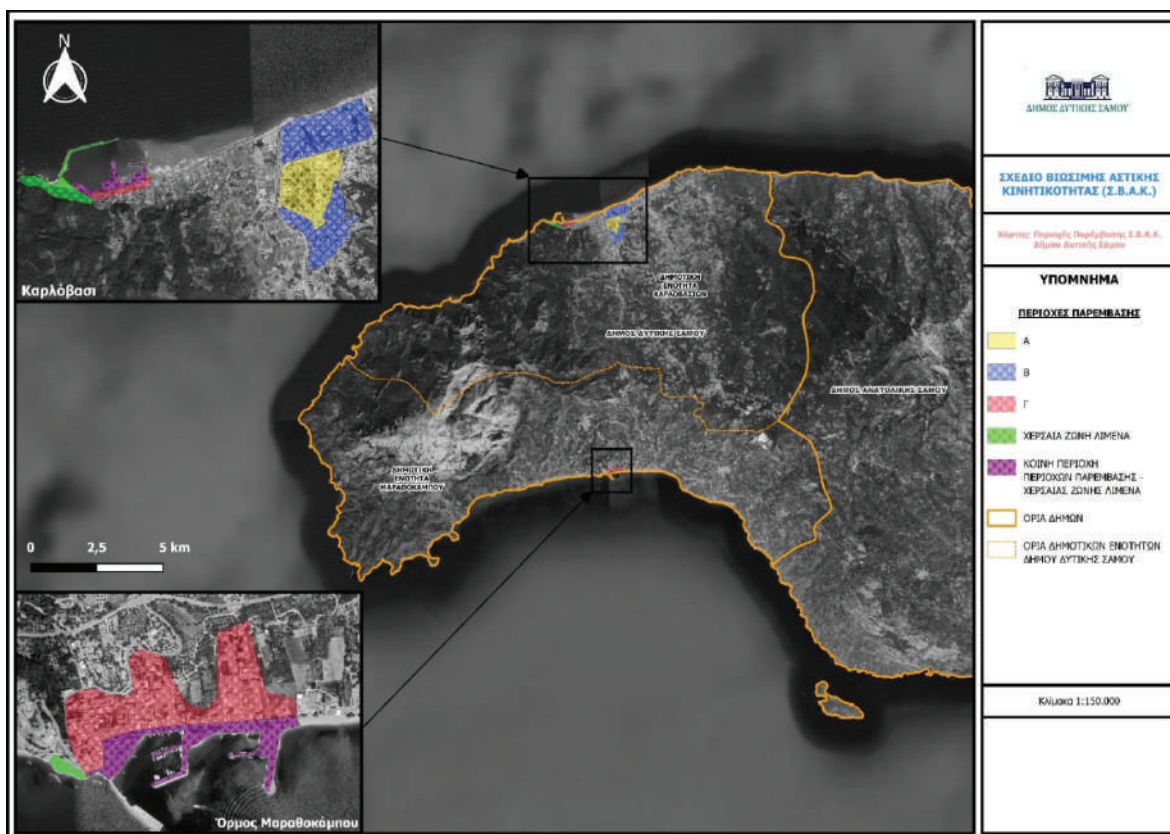 N
Καρλόβασι
ΔΗΜΟΤΙΚΗ
ΕΝΟΤΗΤΑ
ΚΑΡΛΟΒΑΣΙΩΝ
ΔΗΜΟΣ ΔΥΤΙΚΗΣ ΣΑΜΟΥ
ΔΗΜΟΣ ΑΝΑΤΟΛΙΚΗΣ ΣΑΜΟΥ
ΔΗΜΟΤΙΚΗ
ΕΝΟΤΗΤΑ
ΜΑΡΑΘΟΚΑΜΠΟΥ
0 2,5 5 km
Όρμος Μαραθοκάμπου
ΔΗΜΟΣ ΔΥΤΙΚΗΣ ΣΑΜΟΥ
ΣΧΕΔΙΟ ΒΙΩΣΙΜΗΣ ΑΣΤΙΚΗΣ
ΚΙΝΗΤΙΚΟΤΗΤΑΣ (Σ.Β.Α.Κ.)
Χάρτης: Περιοχής Παρέμβασης Σ.Β.Α.Κ.
Δήμου Δυτικής Σάμου
ΥΠΟΜΝΗΜΑ
ΠΕΡΙΟΧΕΣ ΠΑΡΕΜΒΑΣΗΣ
Α
Β
Γ
ΧΕΡΣΑΙΑ ΖΩΝΗ ΛΙΜΕΝΑ
ΚΟΙΝΗ ΠΕΡΙΟΧΗ
ΠΕΡΙΟΧΩΝ ΠΑΡΕΜΒΑΣΗΣ -
ΧΕΡΣΑΙΑΣ ΖΩΝΗΣ ΛΙΜΕΝΑ
ΟΡΙΑ ΔΗΜΩΝ
ΟΡΙΑ ΔΗΜΟΤΙΚΩΝ ΕΝΟΤΗΤΩΝ
ΔΗΜΟΥ ΔΥΤΙΚΗΣ ΣΑΜΟΥ
Κλίμακα 1:150.000